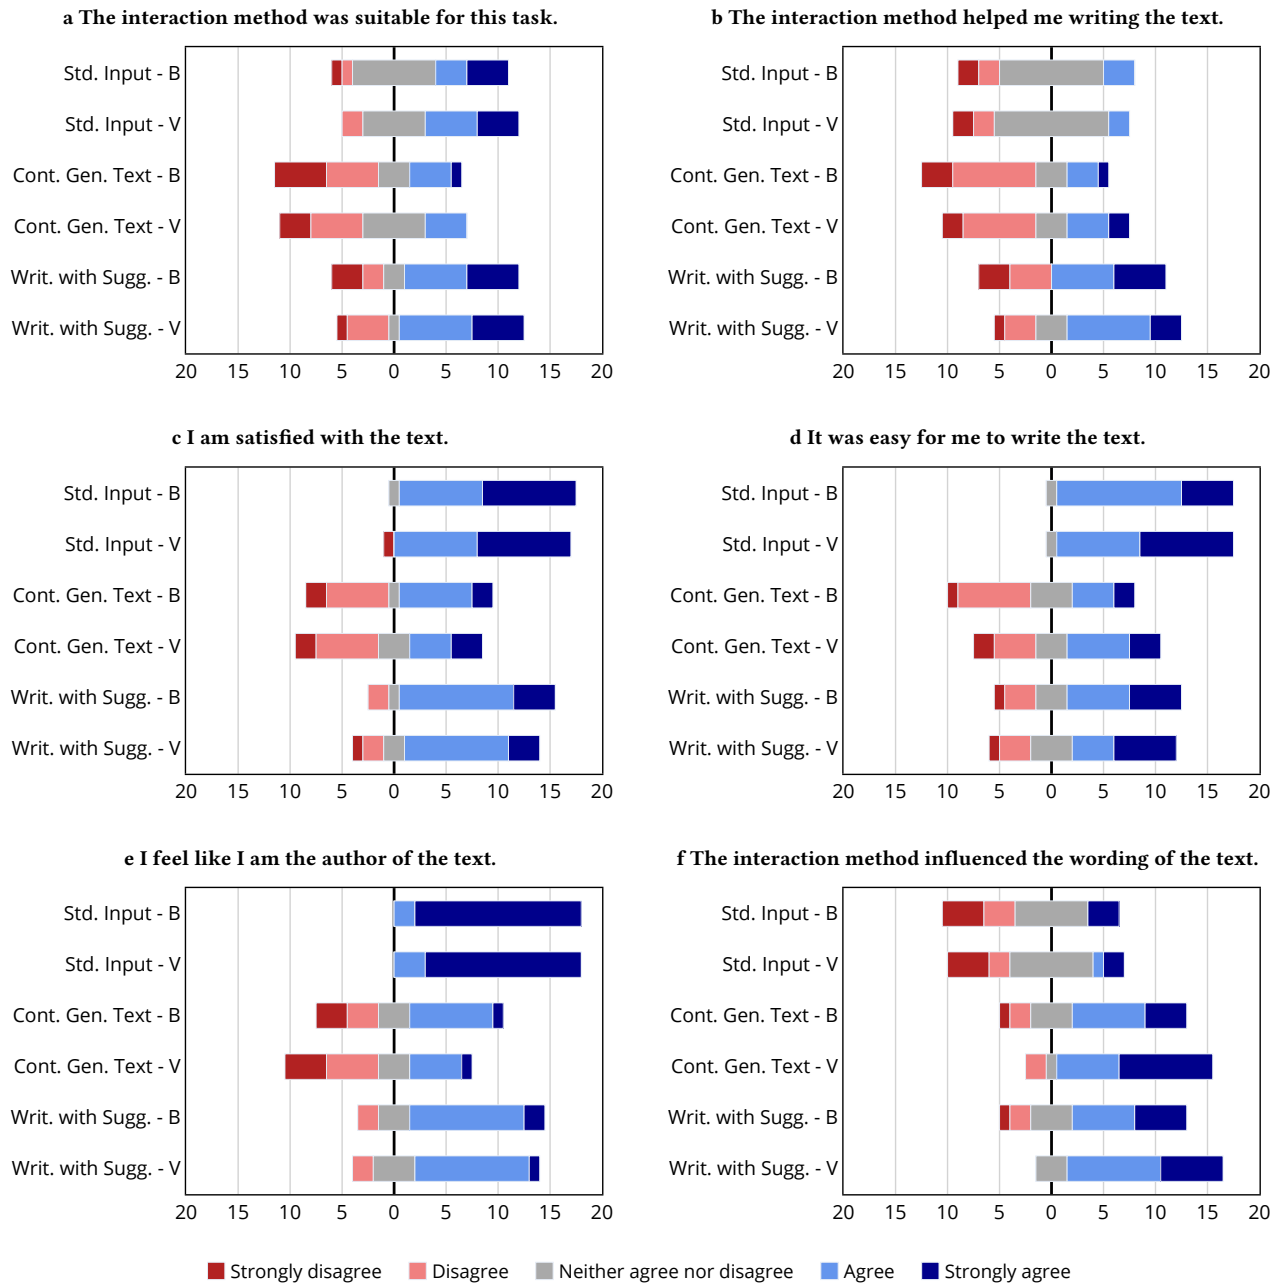 a The interaction method was suitable for this task.
Std. Input - B
Std. Input - V
Cont. Gen. Text - B
Cont. Gen. Text - V
Writ. with Sugg. - B
Writ. with Sugg. - V
20 15 10 5 0 5 10 15 20
b The interaction method helped me writing the text.
Std. Input - B
Std. Input - V
Cont. Gen. Text - B
Cont. Gen. Text - V
Writ. with Sugg. - B
Writ. with Sugg. - V
20 15 10 5 0 5 10 15 20
c I am satisfied with the text.
Std. Input - B
Std. Input - V
Cont. Gen. Text - B
Cont. Gen. Text - V
Writ. with Sugg. - B
Writ. with Sugg. - V
20 15 10 5 0 5 10 15 20
d It was easy for me to write the text.
Std. Input - B
Std. Input - V
Cont. Gen. Text - B
Cont. Gen. Text - V
Writ. with Sugg. - B
Writ. with Sugg. - V
20 15 10 5 0 5 10 15 20
e I feel like I am the author of the text.
Std. Input - B
Std. Input - V
Cont. Gen. Text - B
Cont. Gen. Text - V
Writ. with Sugg. - B
Writ. with Sugg. - V
20 15 10 5 0 5 10 15 20
f The interaction method influenced the wording of the text.
Std. Input - B
Std. Input - V
Cont. Gen. Text - B
Cont. Gen. Text - V
Writ. with Sugg. - B
Writ. with Sugg. - V
20 15 10 5 0 5 10 15 20
Strongly disagree Disagree Neither agree nor disagree Agree Strongly agree